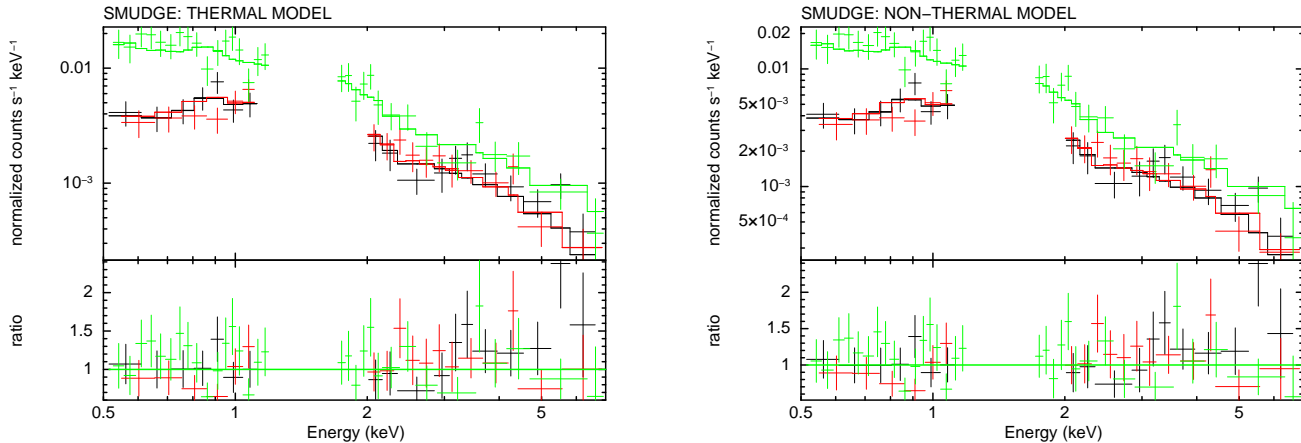 SMUDGE: THERMAL MODEL
normalized counts s⁻¹ keV⁻¹
0.01
10⁻³
ratio
2
1.5
1
0.5 1 2 5
Energy (keV)
SMUDGE: NON−THERMAL MODEL
normalized counts s⁻¹ keV⁻¹
0.02
0.01
5×10⁻³
2×10⁻³
10⁻³
5×10⁻⁴
ratio
2
1.5
1
0.5 1 2 5
Energy (keV)